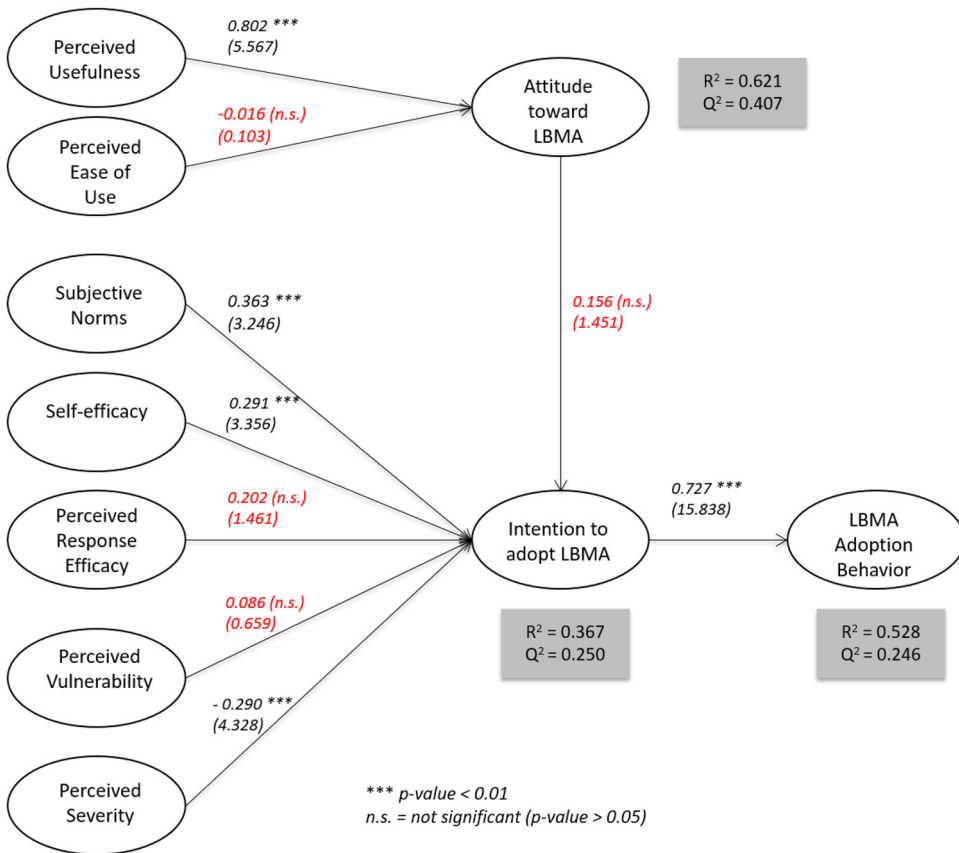 Perceived
Usefulness
0.802 ***
(5.567)
Attitude
toward
LBMA
R² = 0.621
Q² = 0.407
Perceived
Ease of
Use
-0.016 (n.s.)
(0.103)
Subjective
Norms
0.363 ***
(3.246)
0.156 (n.s.)
(1.451)
Self-efficacy
0.291 ***
(3.356)
Perceived
Response
Efficacy
0.202 (n.s.)
(1.461)
Intention to
adopt LBMA
0.727 ***
(15.838)
LBMA
Adoption
Behavior
Perceived
Vulnerability
0.086 (n.s.)
(0.659)
R² = 0.367
Q² = 0.250
R² = 0.528
Q² = 0.246
- 0.290 ***
(4.328)
Perceived
Severity
*** p-value < 0.01
n.s. = not significant (p-value > 0.05)